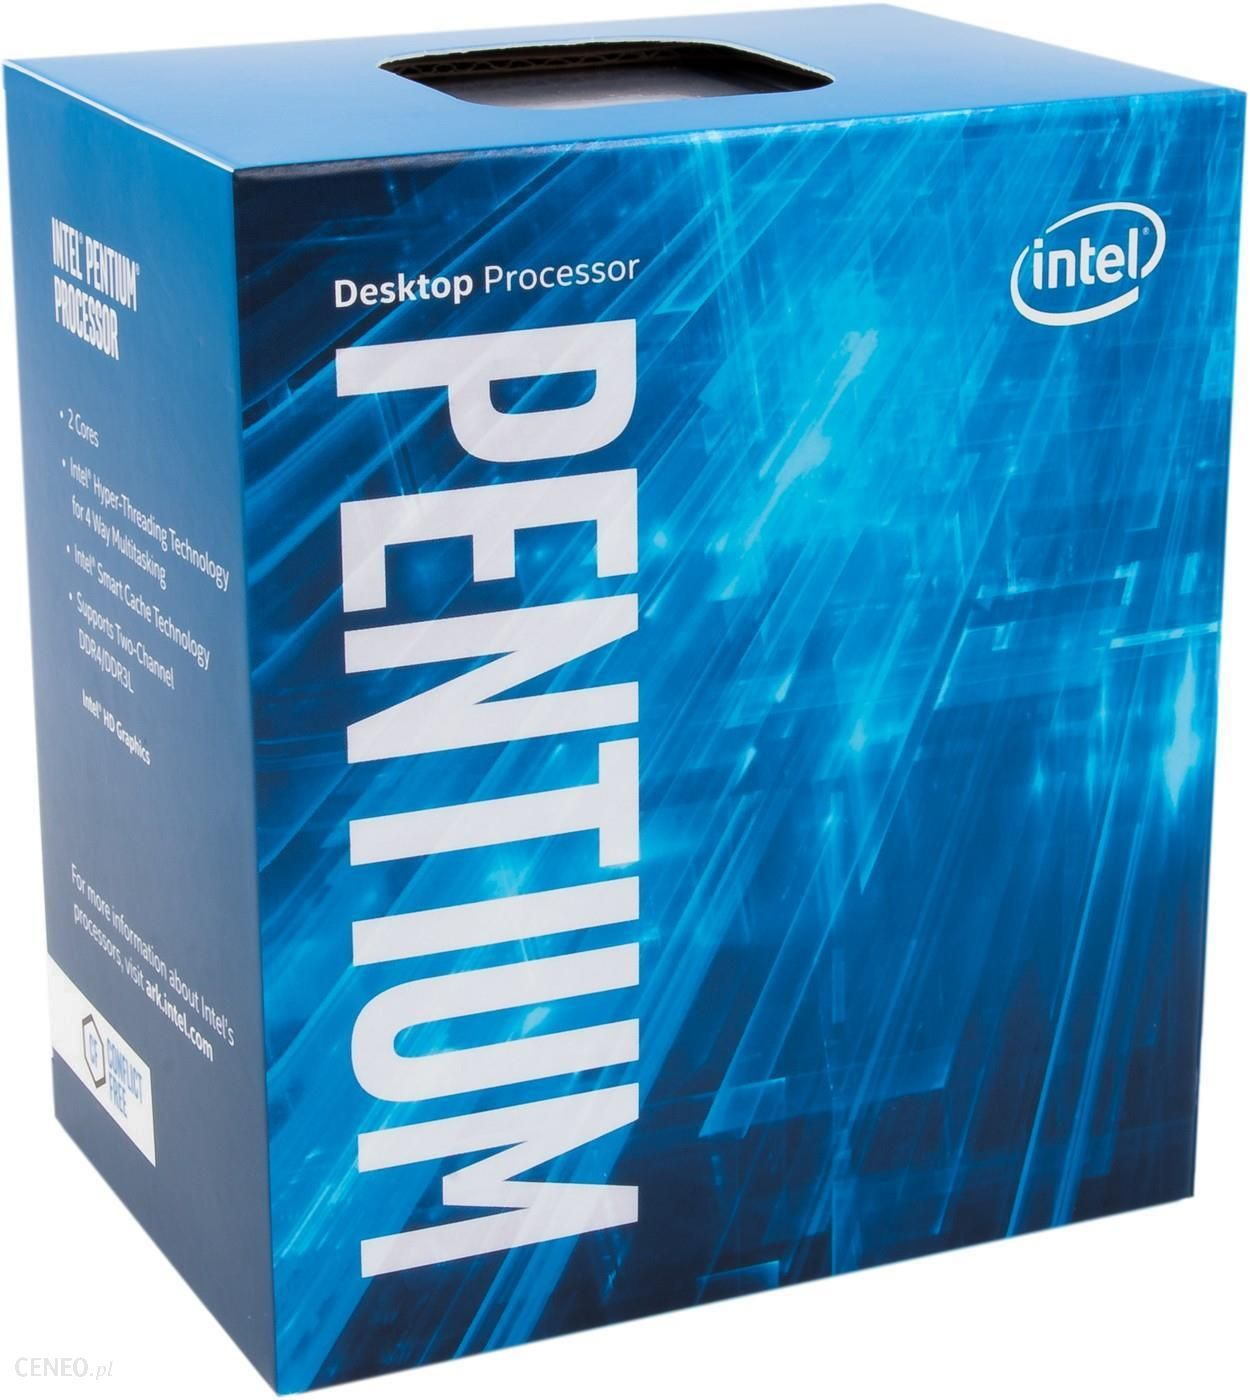 INTEL® PENTIUM®
PROCESSOR
• 2 Cores
• Intel® Hyper-Threading Technology
for 4 Way Multitasking
• Intel® Smart Cache Technology
• Supports Two-Channel
DDR4/DDR3L
Intel® HD Graphics
For more information about Intel's
processors, visit ark.intel.com
CF
CONFLICT
FREE
Desktop Processor
PENTIUM
intel®
CENEO.pl